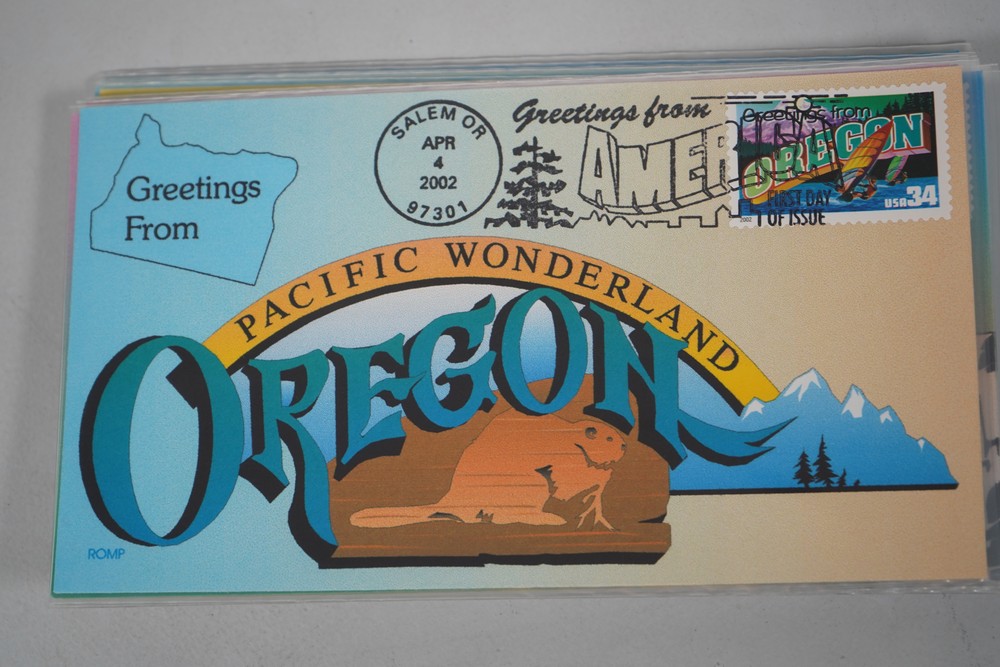 SALEM OR
APR
4
2002
97301
Greetings from
AMERICA
Greetings from
OREGON
USA 34
2002
FIRST DAY
OF ISSUE
Greetings
From
PACIFIC WONDERLAND
OREGON
ROMP